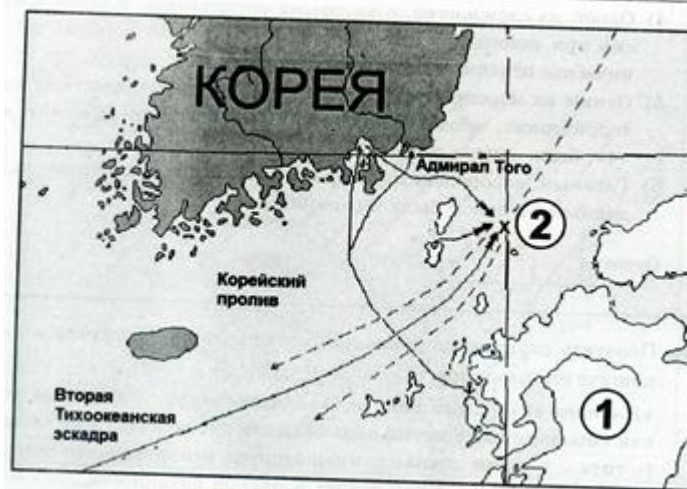 КОРЕЯ
Адмирал Того
2
Корейский
пролив
Вторая
Тихоокеанская
эскадра
1